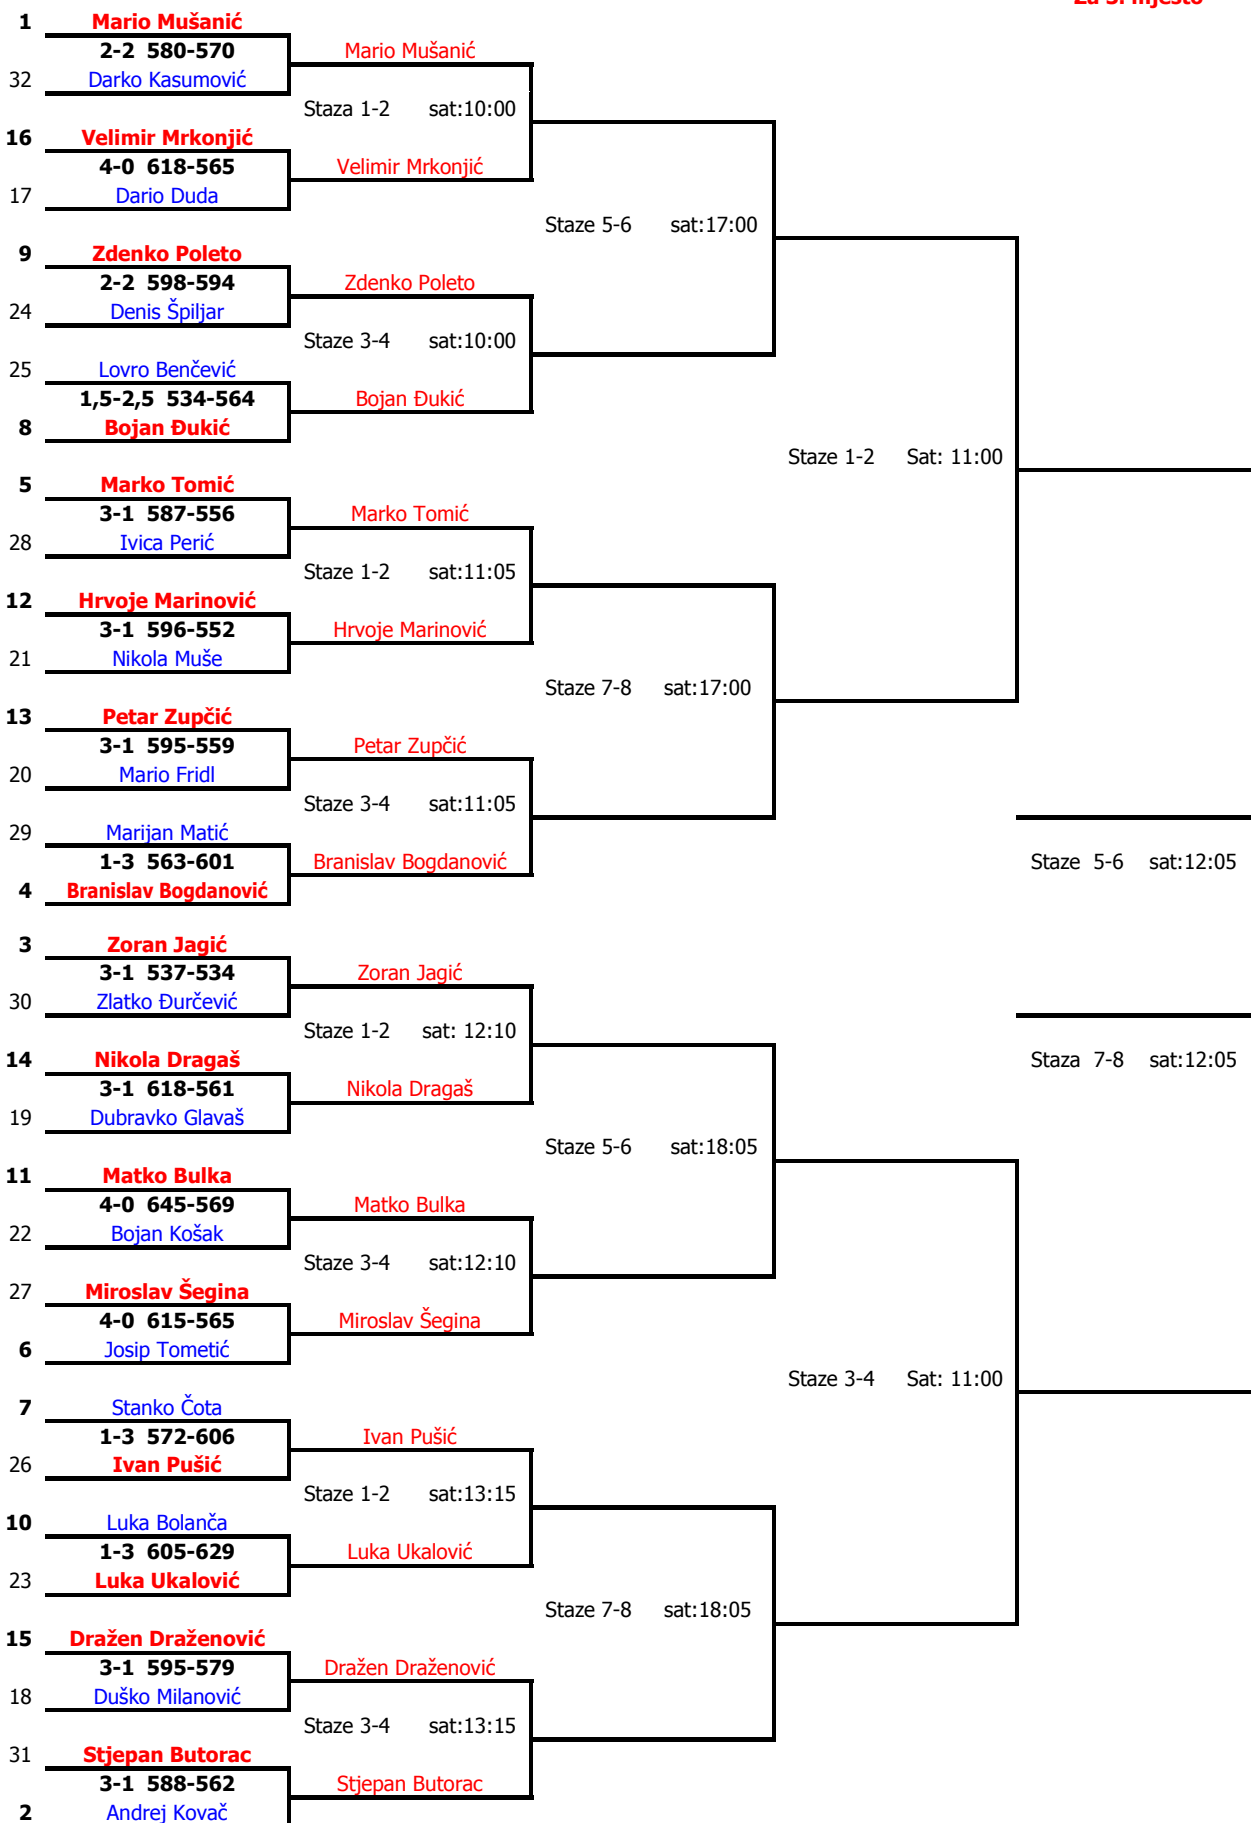 Za 3. mjesto
1 Mario Mušanić
2-2 580-570
32 Darko Kasumović
Mario Mušanić
Staza 1-2 sat:10:00
16 Velimir Mrkonjić
4-0 618-565
17 Dario Duda
Velimir Mrkonjić
Staze 5-6 sat:17:00
9 Zdenko Poleto
2-2 598-594
24 Denis Špiljar
Zdenko Poleto
Staze 3-4 sat:10:00
25 Lovro Benčević
1,5-2,5 534-564
8 Bojan Đukić
Bojan Đukić
Staze 1-2 Sat: 11:00
5 Marko Tomić
3-1 587-556
28 Ivica Perić
Marko Tomić
Staze 1-2 sat:11:05
12 Hrvoje Marinović
3-1 596-552
21 Nikola Muše
Hrvoje Marinović
Staze 7-8 sat:17:00
13 Petar Zupčić
3-1 595-559
20 Mario Fridl
Petar Zupčić
Staze 3-4 sat:11:05
29 Marijan Matić
1-3 563-601
4 Branislav Bogdanović
Branislav Bogdanović
Staze 5-6 sat:12:05
3 Zoran Jagić
3-1 537-534
30 Zlatko Đurčević
Zoran Jagić
Staze 1-2 sat: 12:10
14 Nikola Dragaš
3-1 618-561
19 Dubravko Glavaš
Nikola Dragaš
Staza 7-8 sat:12:05
Staze 5-6 sat:18:05
11 Matko Bulka
4-0 645-569
22 Bojan Košak
Matko Bulka
Staze 3-4 sat:12:10
27 Miroslav Šegina
4-0 615-565
6 Josip Tometić
Miroslav Šegina
Staze 3-4 Sat: 11:00
7 Stanko Čota
1-3 572-606
26 Ivan Pušić
Ivan Pušić
Staze 1-2 sat:13:15
10 Luka Bolanča
1-3 605-629
23 Luka Ukalović
Luka Ukalović
Staze 7-8 sat:18:05
15 Dražen Draženović
3-1 595-579
18 Duško Milanović
Dražen Draženović
Staze 3-4 sat:13:15
31 Stjepan Butorac
3-1 588-562
2 Andrej Kovač
Stjepan Butorac